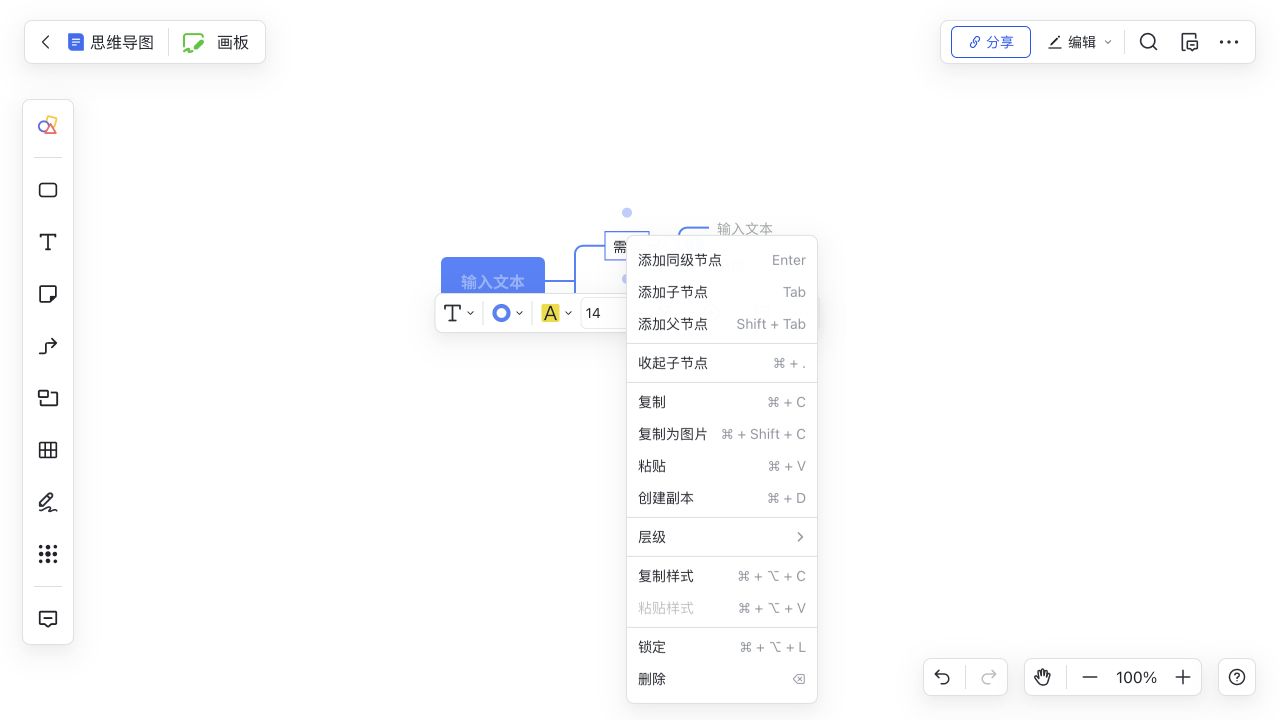 思维导图
画板
分享
编辑
输入文本
需
输入文本
14
添加同级节点 Enter
添加子节点 Tab
添加父节点 Shift + Tab
收起子节点 ⌘ + .
复制 ⌘ + C
复制为图片 ⌘ + Shift + C
粘贴 ⌘ + V
创建副本 ⌘ + D
层级
复制样式 ⌘ + ⌥ + C
粘贴样式 ⌘ + ⌥ + V
锁定 ⌘ + ⌥ + L
删除
100%